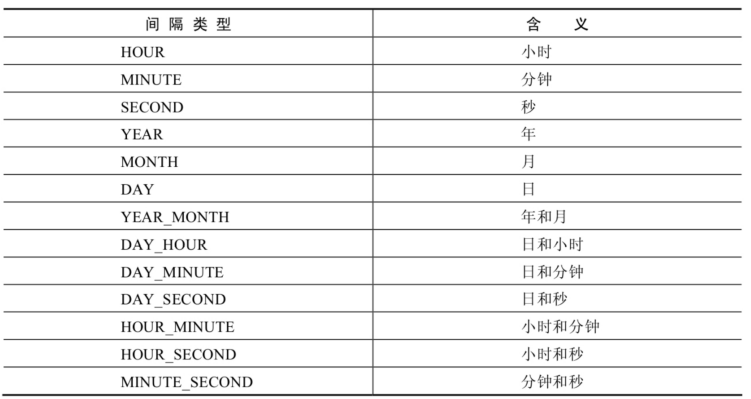 间隔类型 含义
HOUR 小时
MINUTE 分钟
SECOND 秒
YEAR 年
MONTH 月
DAY 日
YEAR_MONTH 年和月
DAY_HOUR 日和小时
DAY_MINUTE 日和分钟
DAY_SECOND 日和秒
HOUR_MINUTE 小时和分钟
HOUR_SECOND 小时和秒
MINUTE_SECOND 分钟和秒